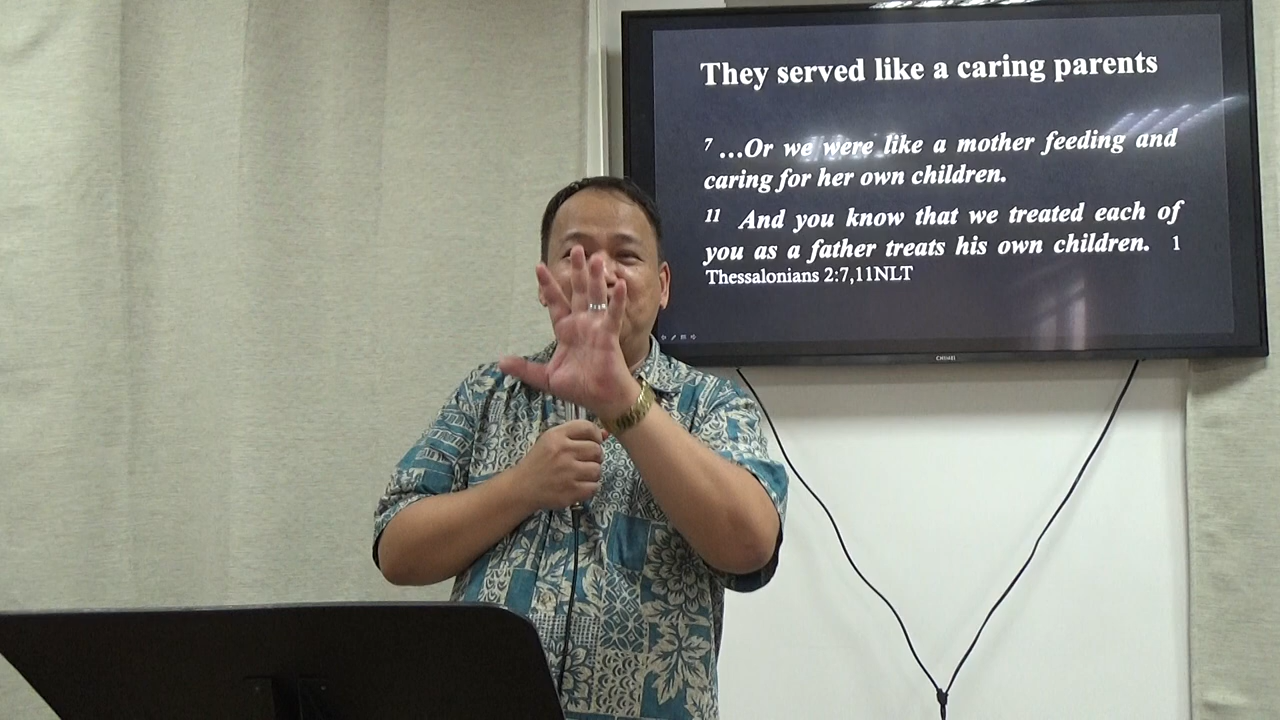 They served like a caring parents
7 ...Or we were like a mother feeding and
caring for her own children.
11 And you know that we treated each of
you as a father treats his own children. 1
Thessalonians 2:7,11NLT
CHIMEI